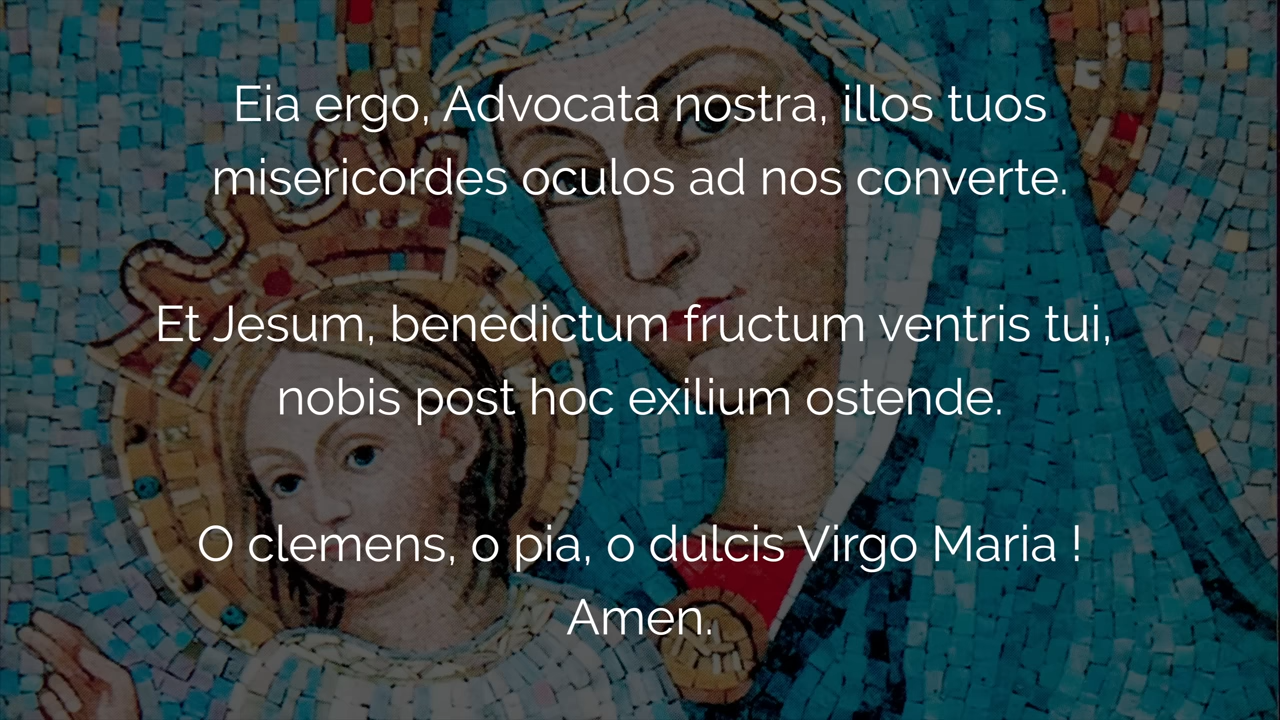 Eia ergo, Advocata nostra, illos tuos
misericordes oculos ad nos converte.
Et Jesum, benedictum fructum ventris tui,
nobis post hoc exilium ostende.
O clemens, o pia, o dulcis Virgo Maria !
Amen.